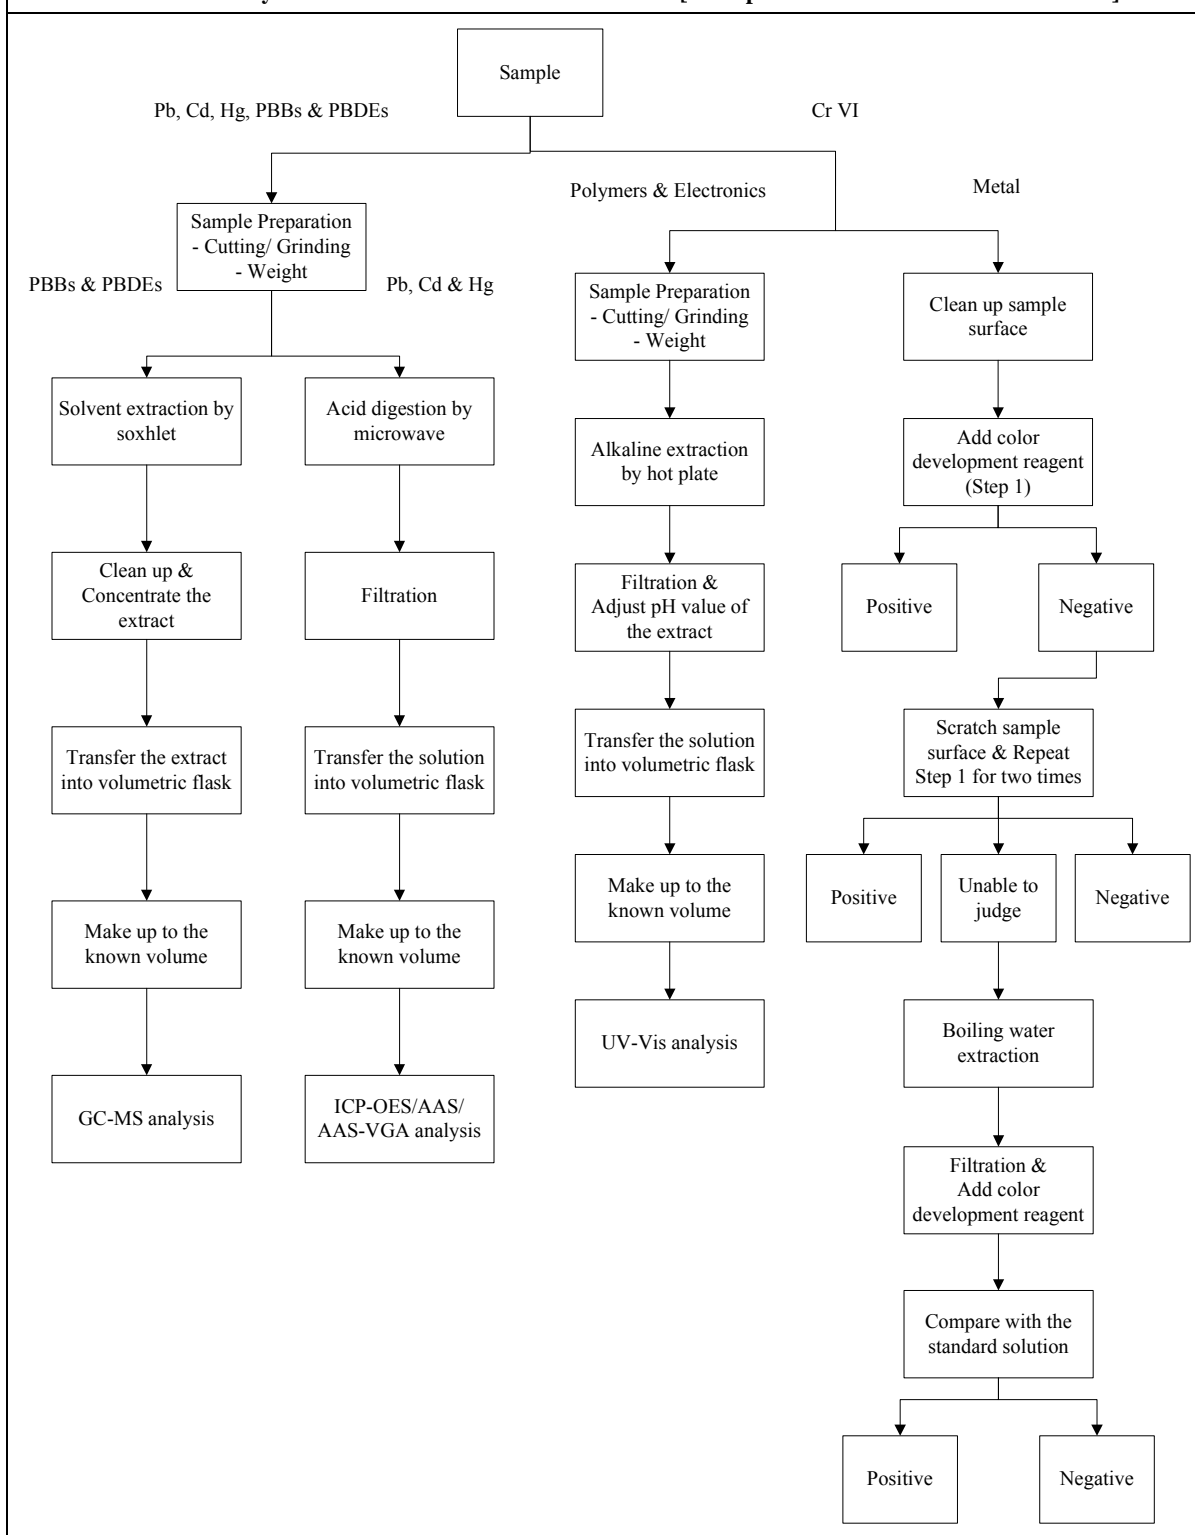 Sample
Pb, Cd, Hg, PBBs & PBDEs
Cr VI
Polymers & Electronics
Metal
Sample Preparation
- Cutting/ Grinding
- Weight
PBBs & PBDEs
Pb, Cd & Hg
Sample Preparation
- Cutting/ Grinding
- Weight
Clean up sample
surface
Solvent extraction by
soxhlet
Acid digestion by
microwave
Alkaline extraction
by hot plate
Add color
development reagent
(Step 1)
Clean up &
Concentrate the
extract
Filtration
Filtration &
Adjust pH value of
the extract
Positive
Negative
Transfer the extract
into volumetric flask
Transfer the solution
into volumetric flask
Transfer the solution
into volumetric flask
Scratch sample
surface & Repeat
Step 1 for two times
Make up to the
known volume
Make up to the
known volume
Make up to the
known volume
Positive
Unable to
judge
Negative
GC-MS analysis
ICP-OES/AAS/
AAS-VGA analysis
UV-Vis analysis
Boiling water
extraction
Filtration &
Add color
development reagent
Compare with the
standard solution
Positive
Negative